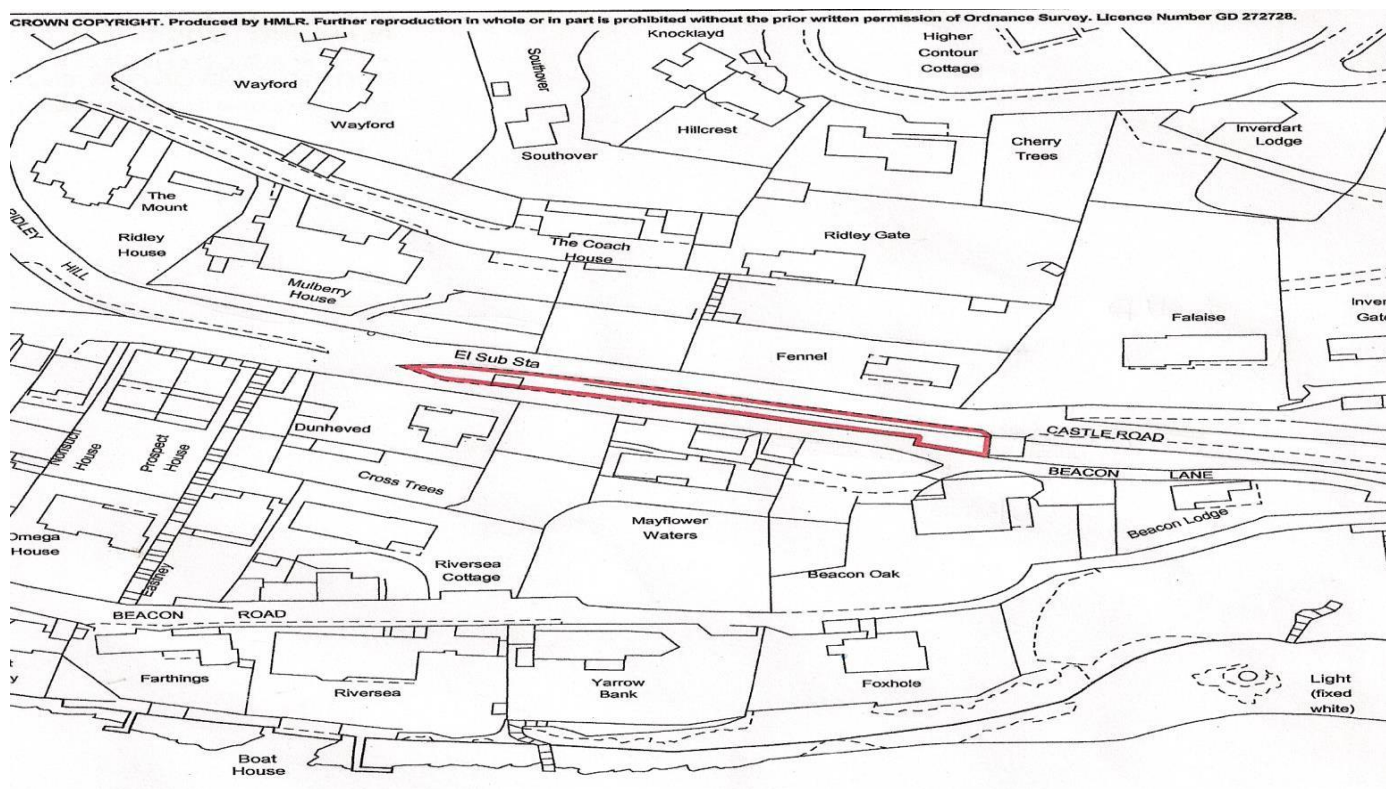 CROWN COPYRIGHT. Produced by HMLR. Further reproduction in whole or in part is prohibited without the prior written permission of Ordnance Survey. Licence Number GD 272728.
Knocklayd
Higher
Contour
Cottage
Southover
Wayford
Wayford
Southover
Hillcrest
Cherry
Trees
Inverdart
Lodge
The
Mount
Ridley
House
RIDLEY
HILL
Mulberry
House
The Coach
House
Ridley Gate
Falaise
El Sub Sta
Fennel
Dunheved
Nonsuch
House
Prospect
House
Cross Trees
CASTLE ROAD
BEACON LANE
Beacon Lodge
Omega
House
Eastney
Riversea
Cottage
Mayflower
Waters
Beacon Oak
BEACON ROAD
Farthings
Riversea
Yarrow
Bank
Foxhole
Light
(fixed
white)
Boat
House